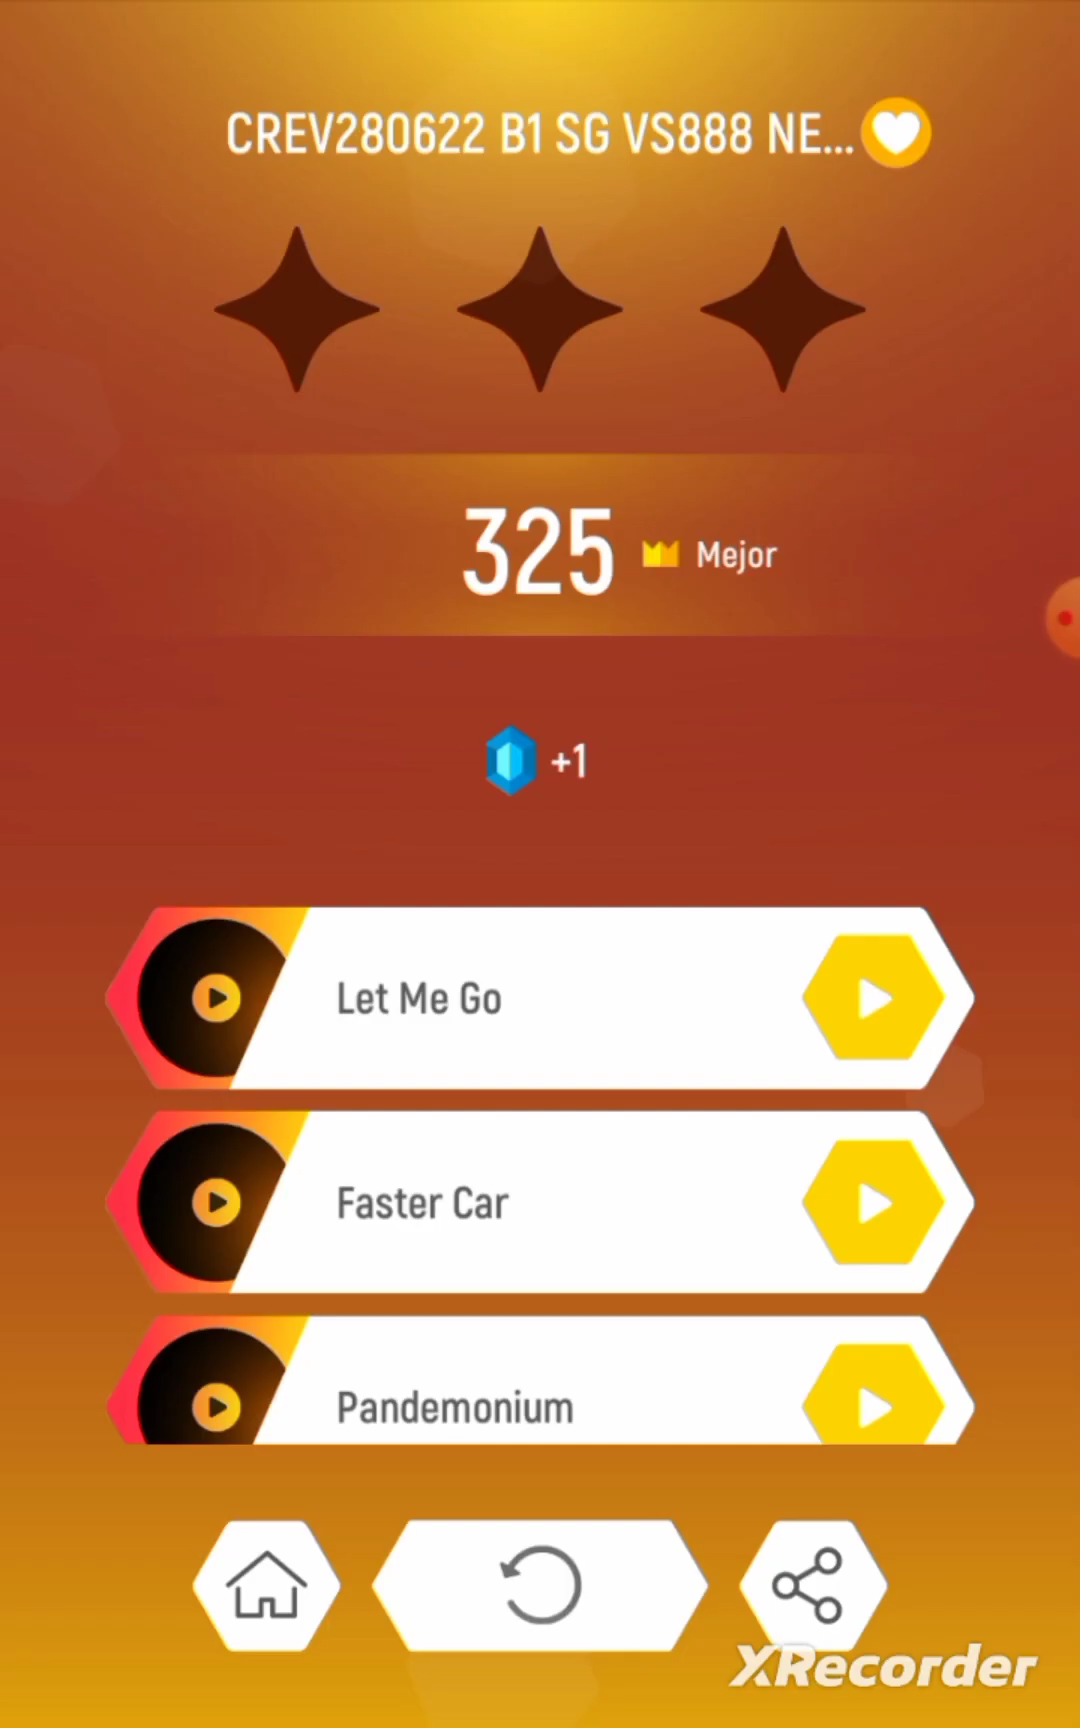 CREV280622 B1 SG VS888 NE...
325 Mejor
+1
Let Me Go
Faster Car
Pandemonium
XRecorder